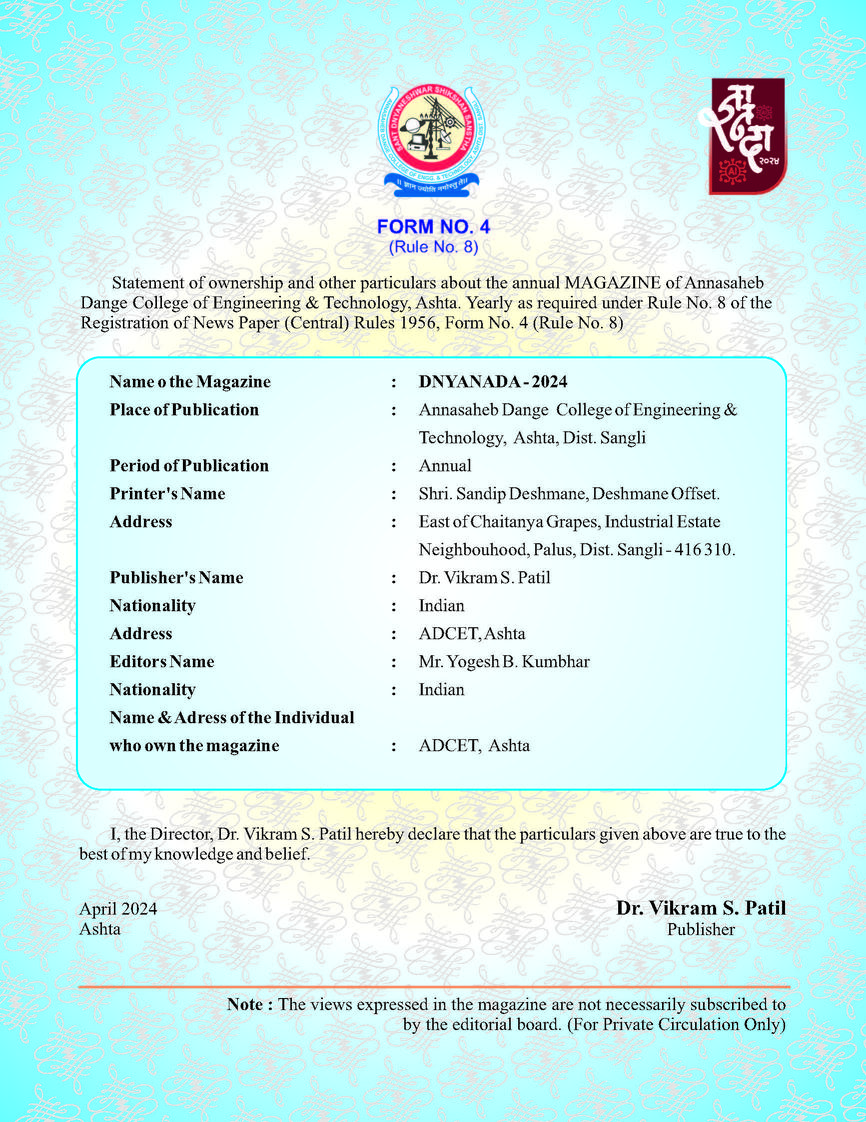 SANT DNYANESHWAR SHIKSHAN SANSTHA
।। ज्ञान ज्योति नमोस्तुते।।
ज्ञानदा
२०२४
AI
FORM NO. 4
(Rule No. 8)
Statement of ownership and other particulars about the annual MAGAZINE of Annasaheb
Dange College of Engineering & Technology, Ashta. Yearly as required under Rule No. 8 of the
Registration of News Paper (Central) Rules 1956, Form No. 4 (Rule No. 8)
Name o the Magazine : DNYANADA - 2024
Place of Publication : Annasaheb Dange College of Engineering &
Technology, Ashta, Dist. Sangli
Period of Publication : Annual
Printer's Name : Shri. Sandip Deshmane, Deshmane Offset.
Address : East of Chaitanya Grapes, Industrial Estate
Neighbouhood, Palus, Dist. Sangli - 416 310.
Publisher's Name : Dr. Vikram S. Patil
Nationality : Indian
Address : ADCET, Ashta
Editors Name : Mr. Yogesh B. Kumbhar
Nationality : Indian
Name & Adress of the Individual
who own the magazine : ADCET, Ashta
I, the Director, Dr. Vikram S. Patil hereby declare that the particulars given above are true to the
best of my knowledge and belief.
April 2024
Dr. Vikram S. Patil
Ashta
Publisher
Note : The views expressed in the magazine are not necessarily subscribed to
by the editorial board. (For Private Circulation Only)